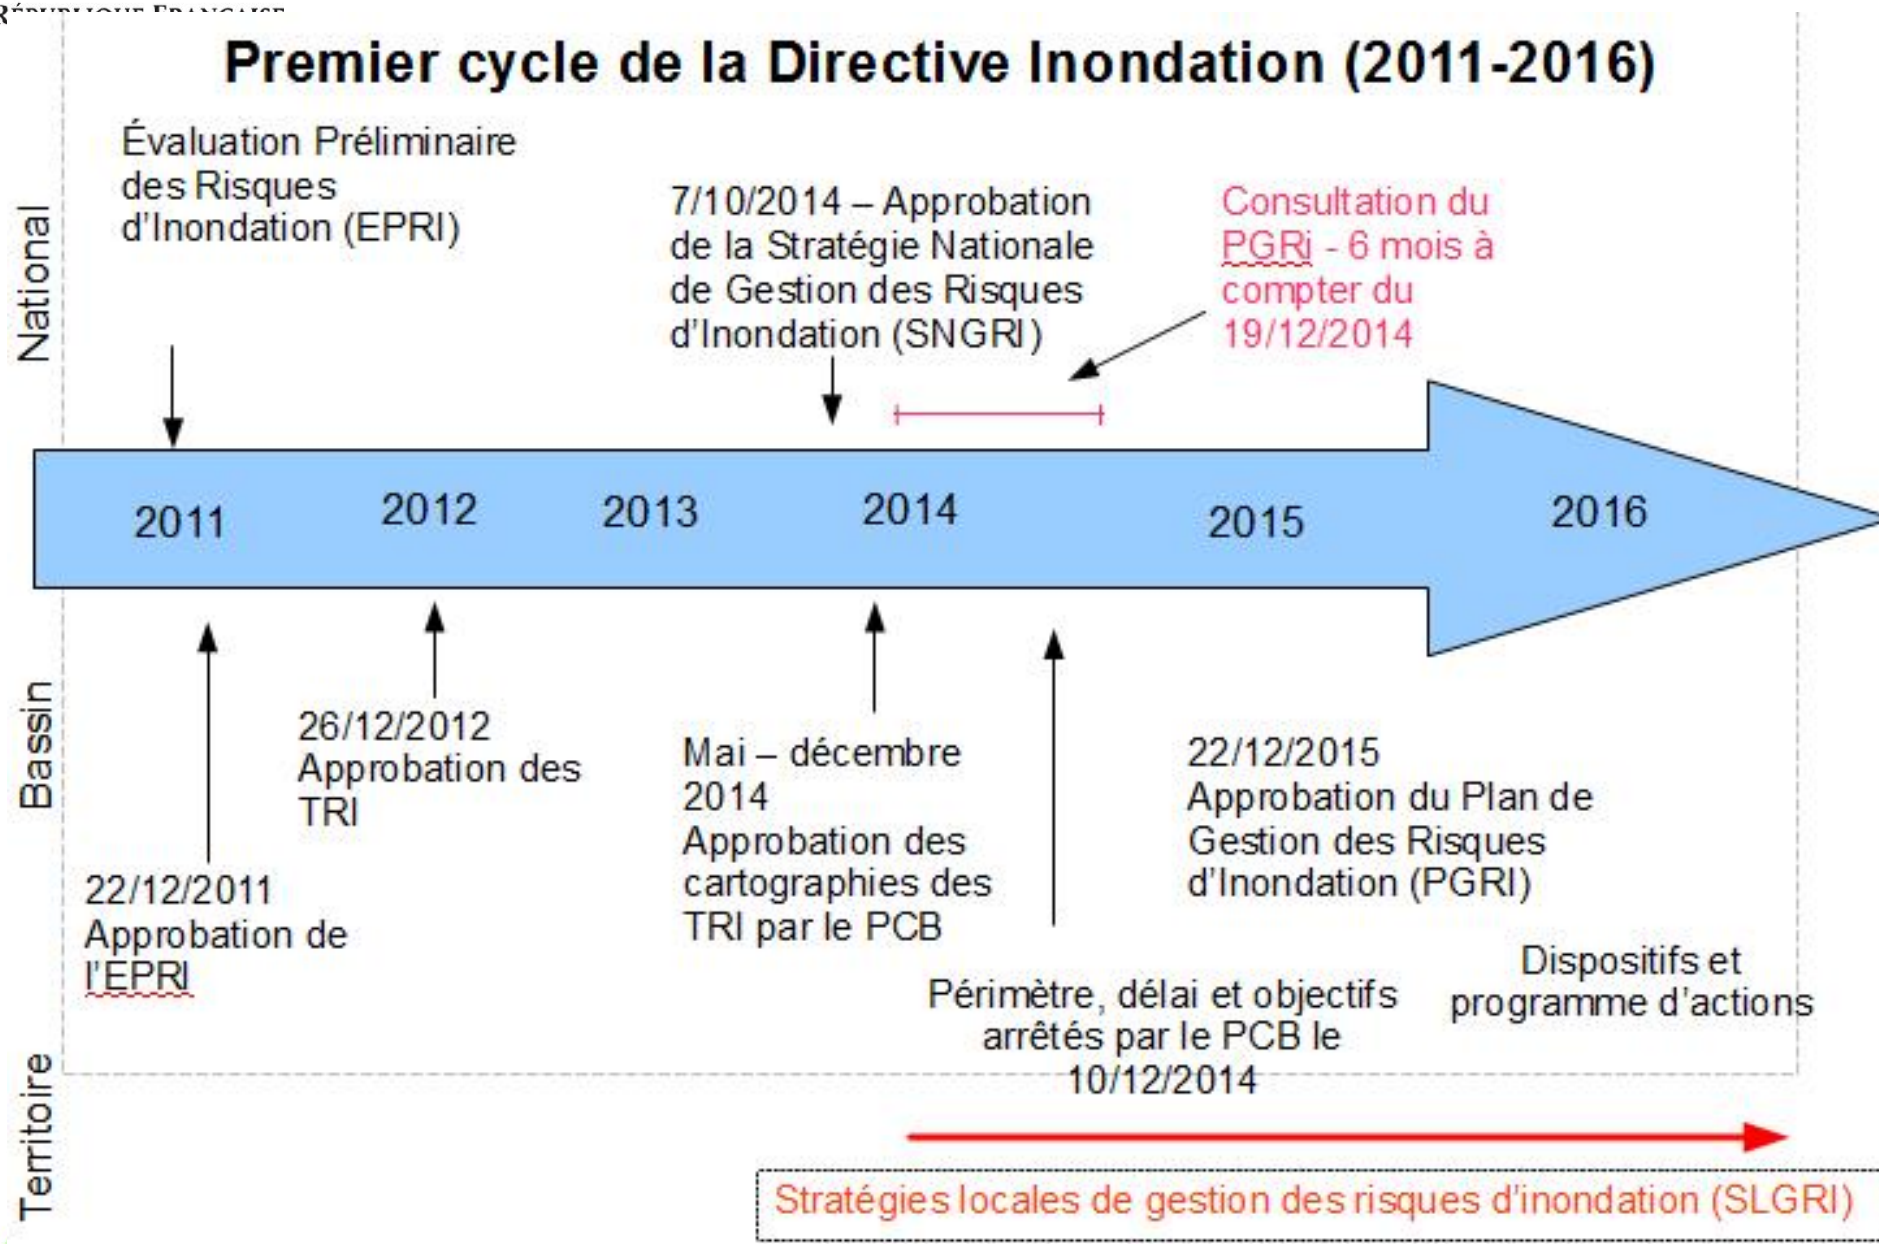 RÉPUBLIQUE FRANÇAISE
Premier cycle de la Directive Inondation (2011-2016)
National
Évaluation Préliminaire
des Risques
d'Inondation (EPRI)
7/10/2014 – Approbation
de la Stratégie Nationale
de Gestion des Risques
d'Inondation (SNGRI)
Consultation du
PGRi - 6 mois à
compter du
19/12/2014
2011
2012
2013
2014
2015
2016
Bassin
22/12/2011
Approbation de
l'EPRI
26/12/2012
Approbation des
TRI
Mai – décembre
2014
Approbation des
cartographies des
TRI par le PCB
Périmètre, délai et objectifs
arrêtés par le PCB le
10/12/2014
22/12/2015
Approbation du Plan de
Gestion des Risques
d'Inondation (PGRI)
Dispositifs et
programme d'actions
Territoire
Stratégies locales de gestion des risques d'inondation (SLGRI)